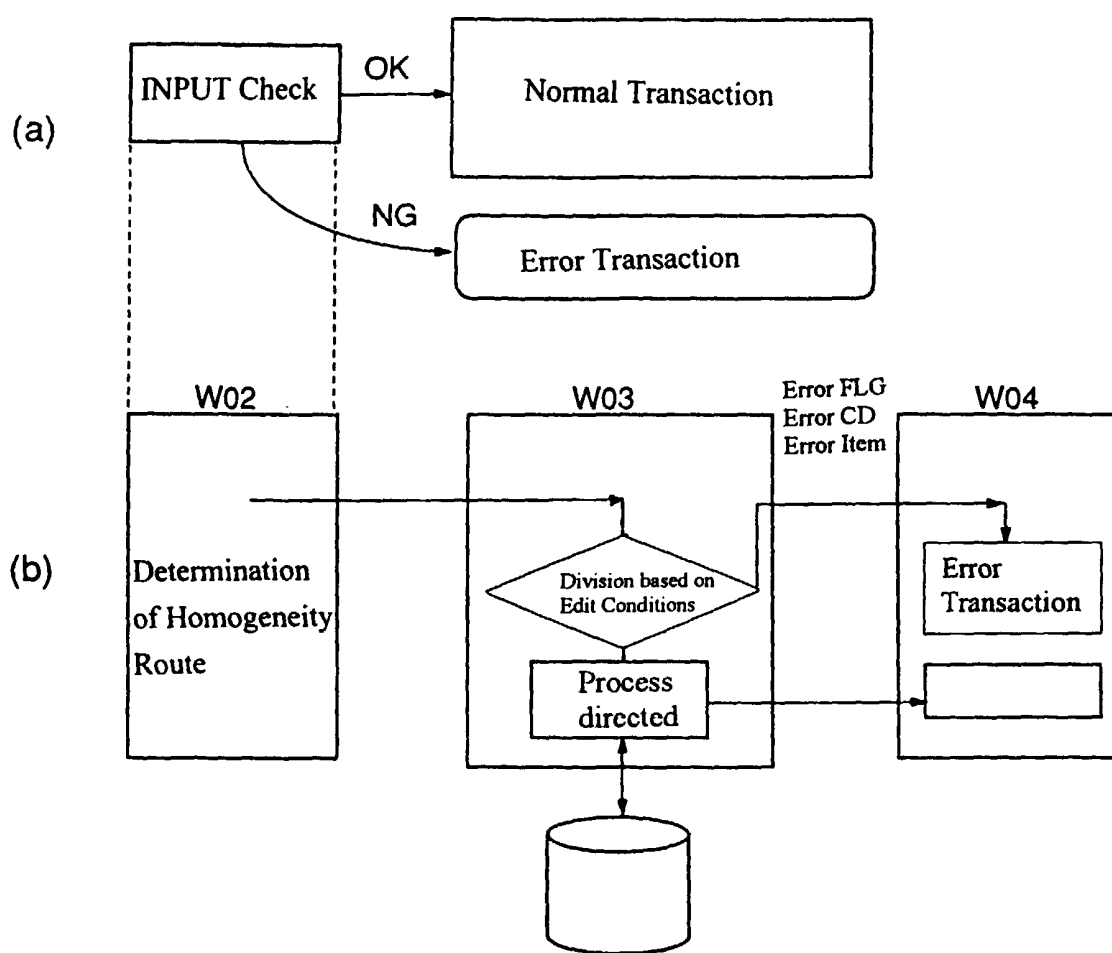 (a)
INPUT Check
OK
Normal Transaction
NG
Error Transaction
(b)
W02
Determination
of Homogeneity
Route
W03
Division based on
Edit Conditions
Process
directed
Error FLG
Error CD
Error Item
W04
Error
Transaction